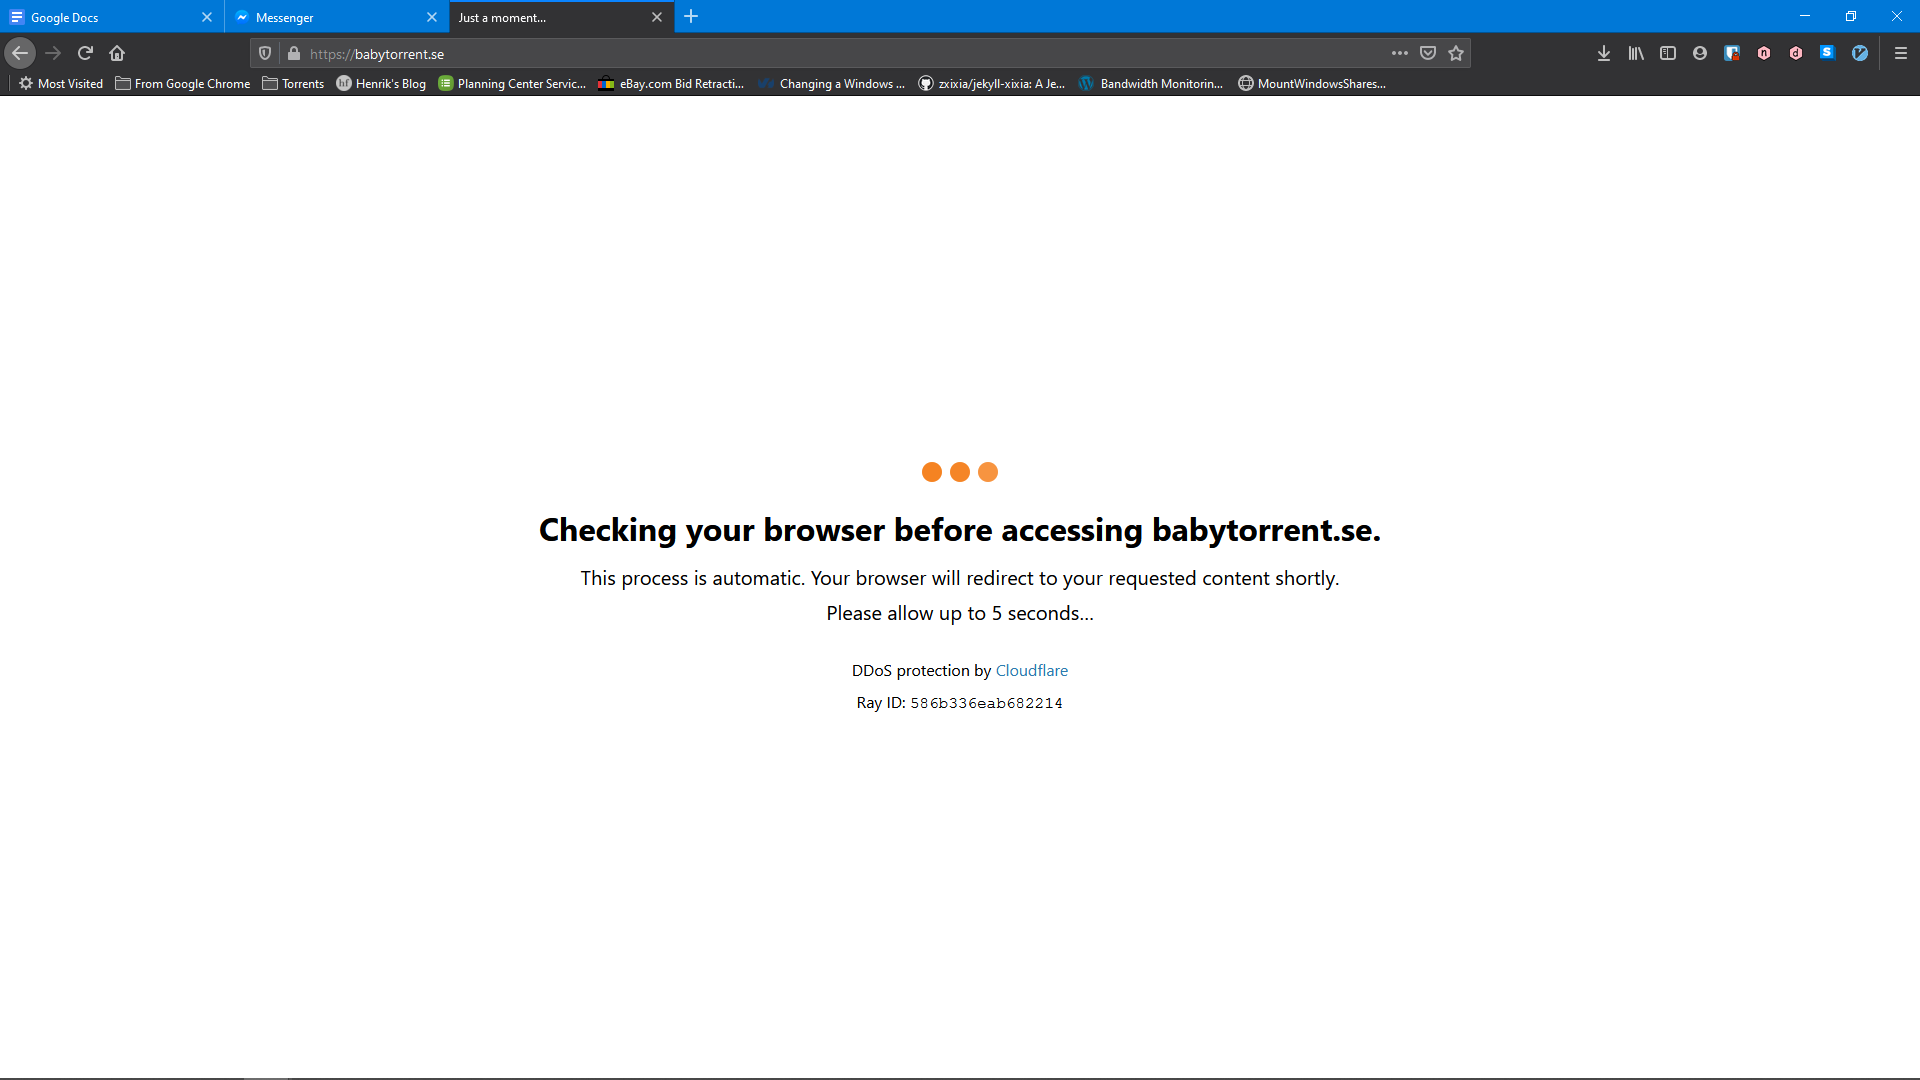 Google Docs
Messenger
Just a moment...
https://babytorrent.se
Most Visited
From Google Chrome
Torrents
hf Henrik's Blog
Planning Center Servic...
eBay.com Bid Retracti...
Changing a Windows ...
zxixia/jekyll-xixia: A Je...
Bandwidth Monitorin...
MountWindowsShares...
Checking your browser before accessing babytorrent.se.
This process is automatic. Your browser will redirect to your requested content shortly.
Please allow up to 5 seconds...
DDoS protection by Cloudflare
Ray ID: 586b336eab682214